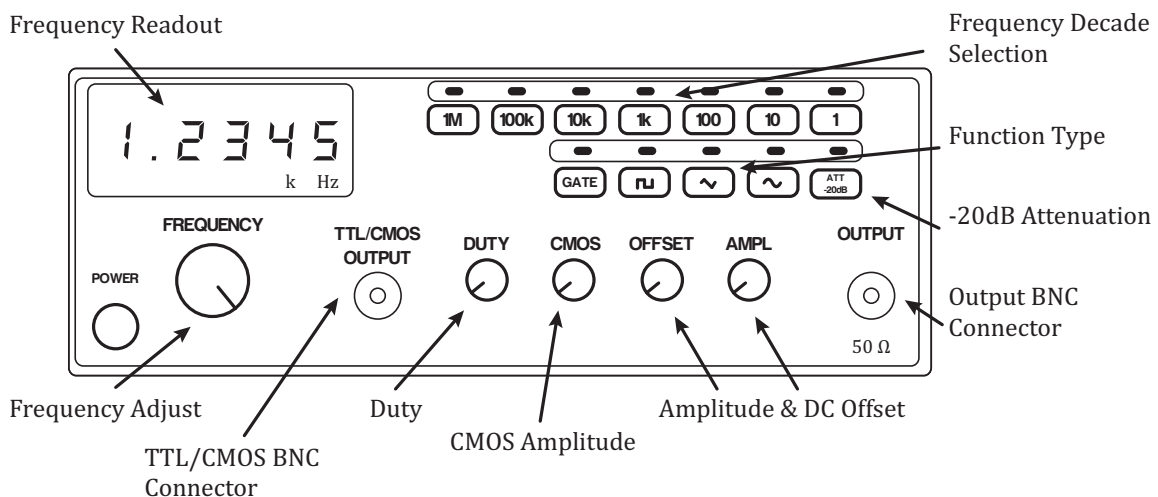 Frequency Readout
Frequency Decade
Selection
1.2345
k Hz
1M 100k 10k 1k 100 10 1
Function Type
GATE
ATT
-20dB
-20dB Attenuation
FREQUENCY
TTL/CMOS
OUTPUT
DUTY CMOS OFFSET AMPL
OUTPUT
POWER
Output BNC
Connector
50 Ω
Frequency Adjust
Duty
Amplitude & DC Offset
CMOS Amplitude
TTL/CMOS BNC
Connector